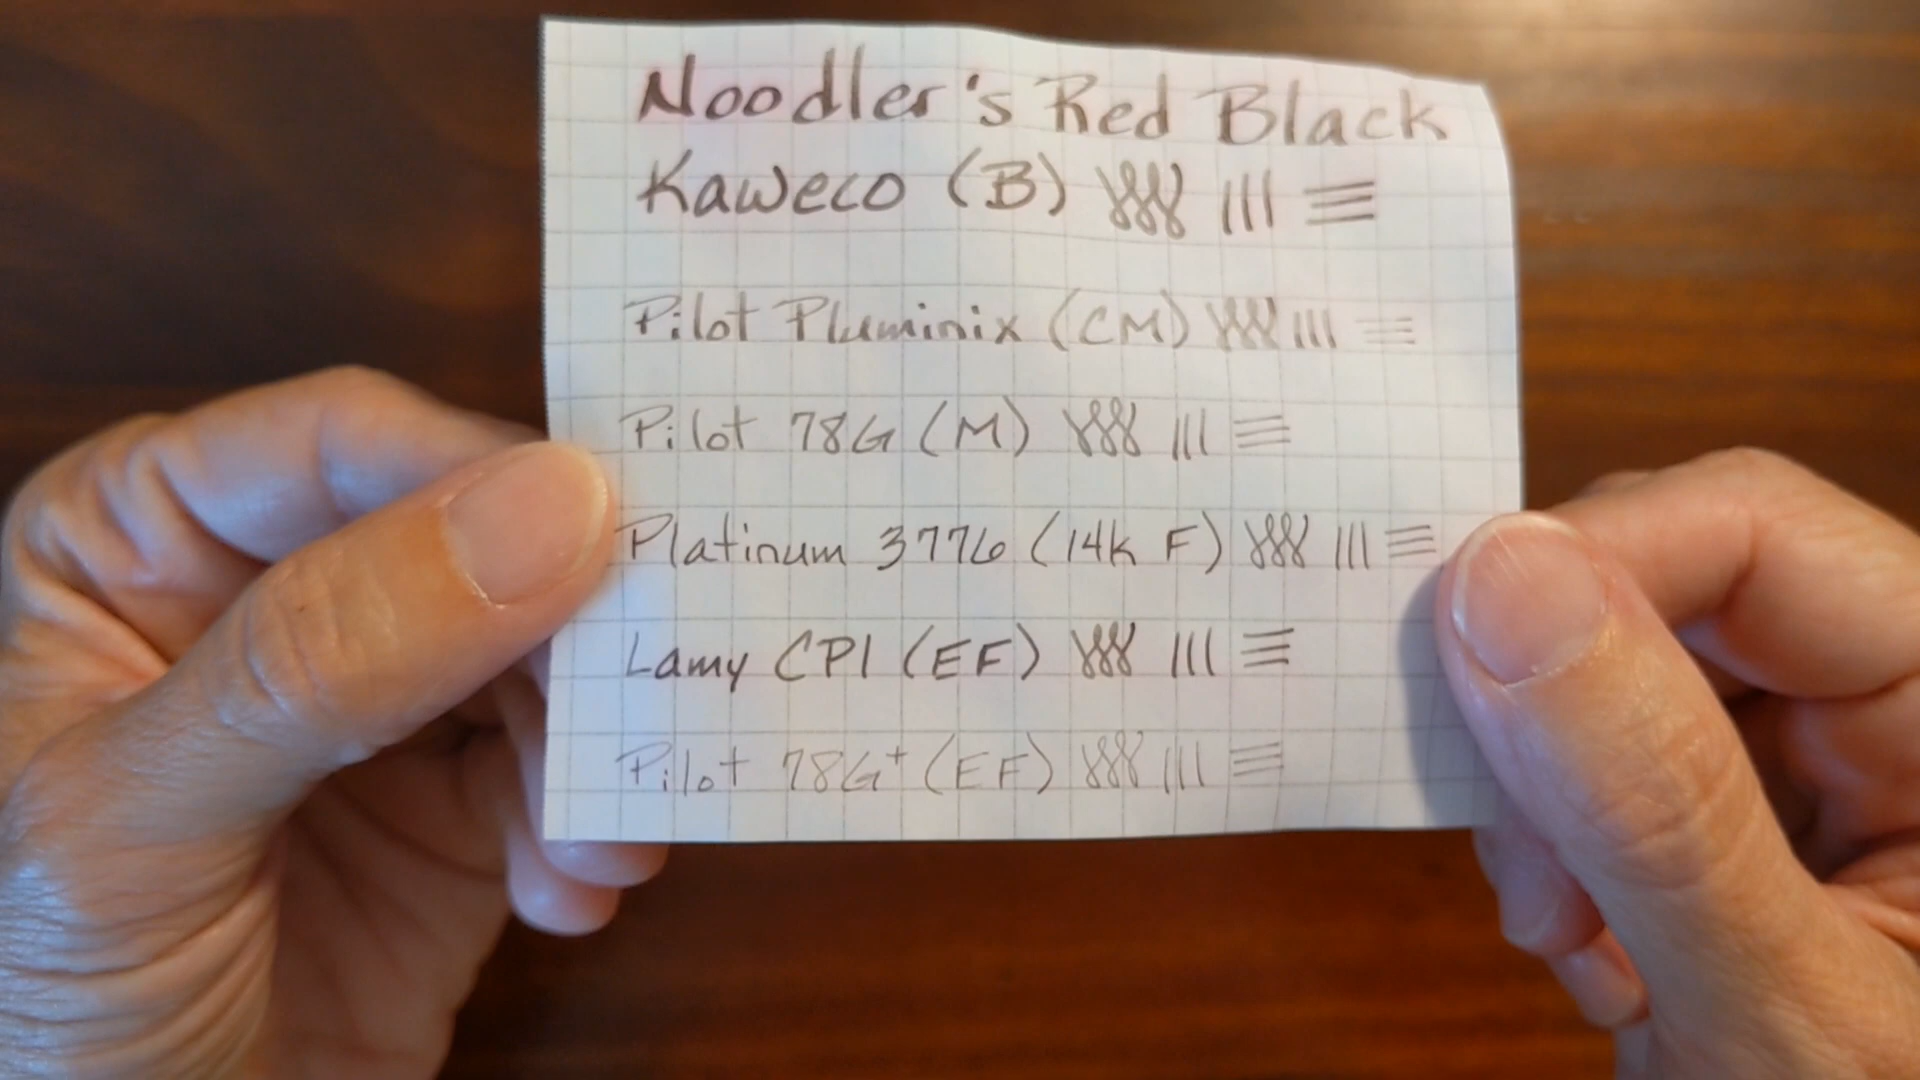 Noodler's Red Black
Kaweco (B)
Pilot Pluminix (CM)
Pilot 78G (M)
Platinum 3776 (14k F)
Lamy CP1 (EF)
Pilot 78G+ (EF)